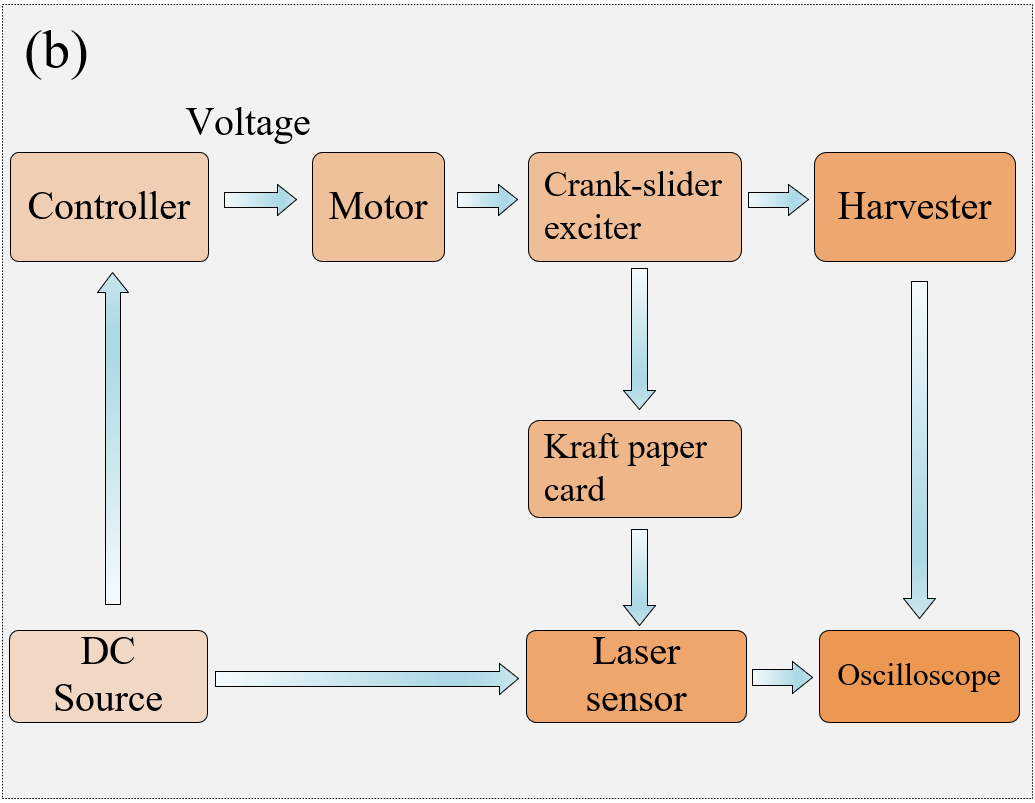 (b)
Voltage
Controller
Motor
Crank-slider
exciter
Harvester
Kraft paper
card
DC
Source
Laser
sensor
Oscilloscope